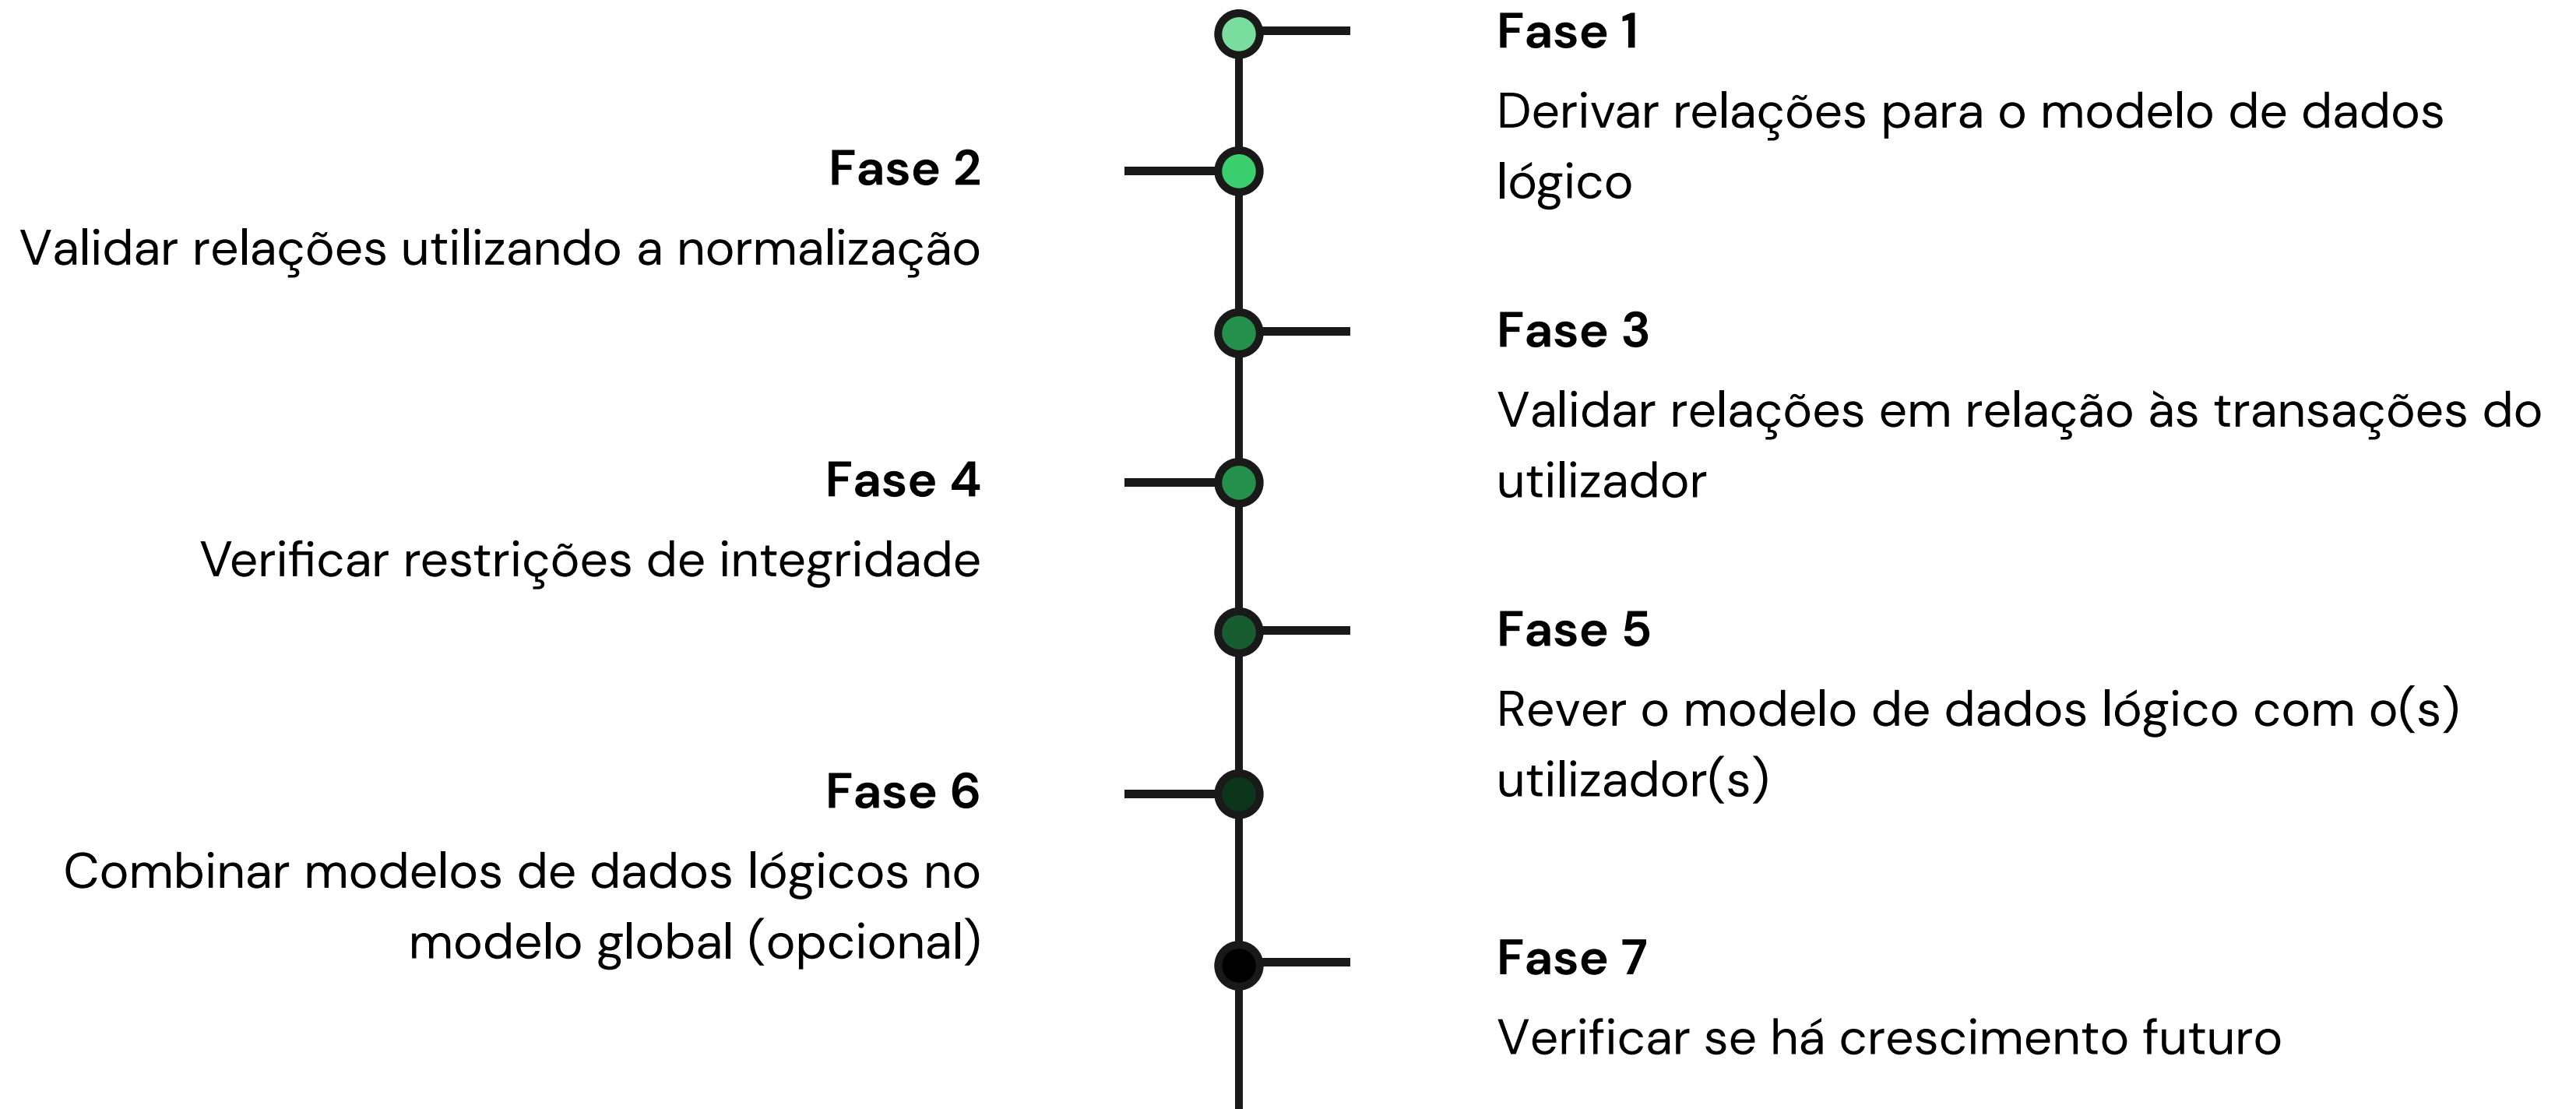 Fase 1
Derivar relações para o modelo de dados
lógico
Fase 2
Validar relações utilizando a normalização
Fase 3
Validar relações em relação às transações do
utilizador
Fase 4
Verificar restrições de integridade
Fase 5
Rever o modelo de dados lógico com o(s)
utilizador(s)
Fase 6
Combinar modelos de dados lógicos no
modelo global (opcional)
Fase 7
Verificar se há crescimento futuro